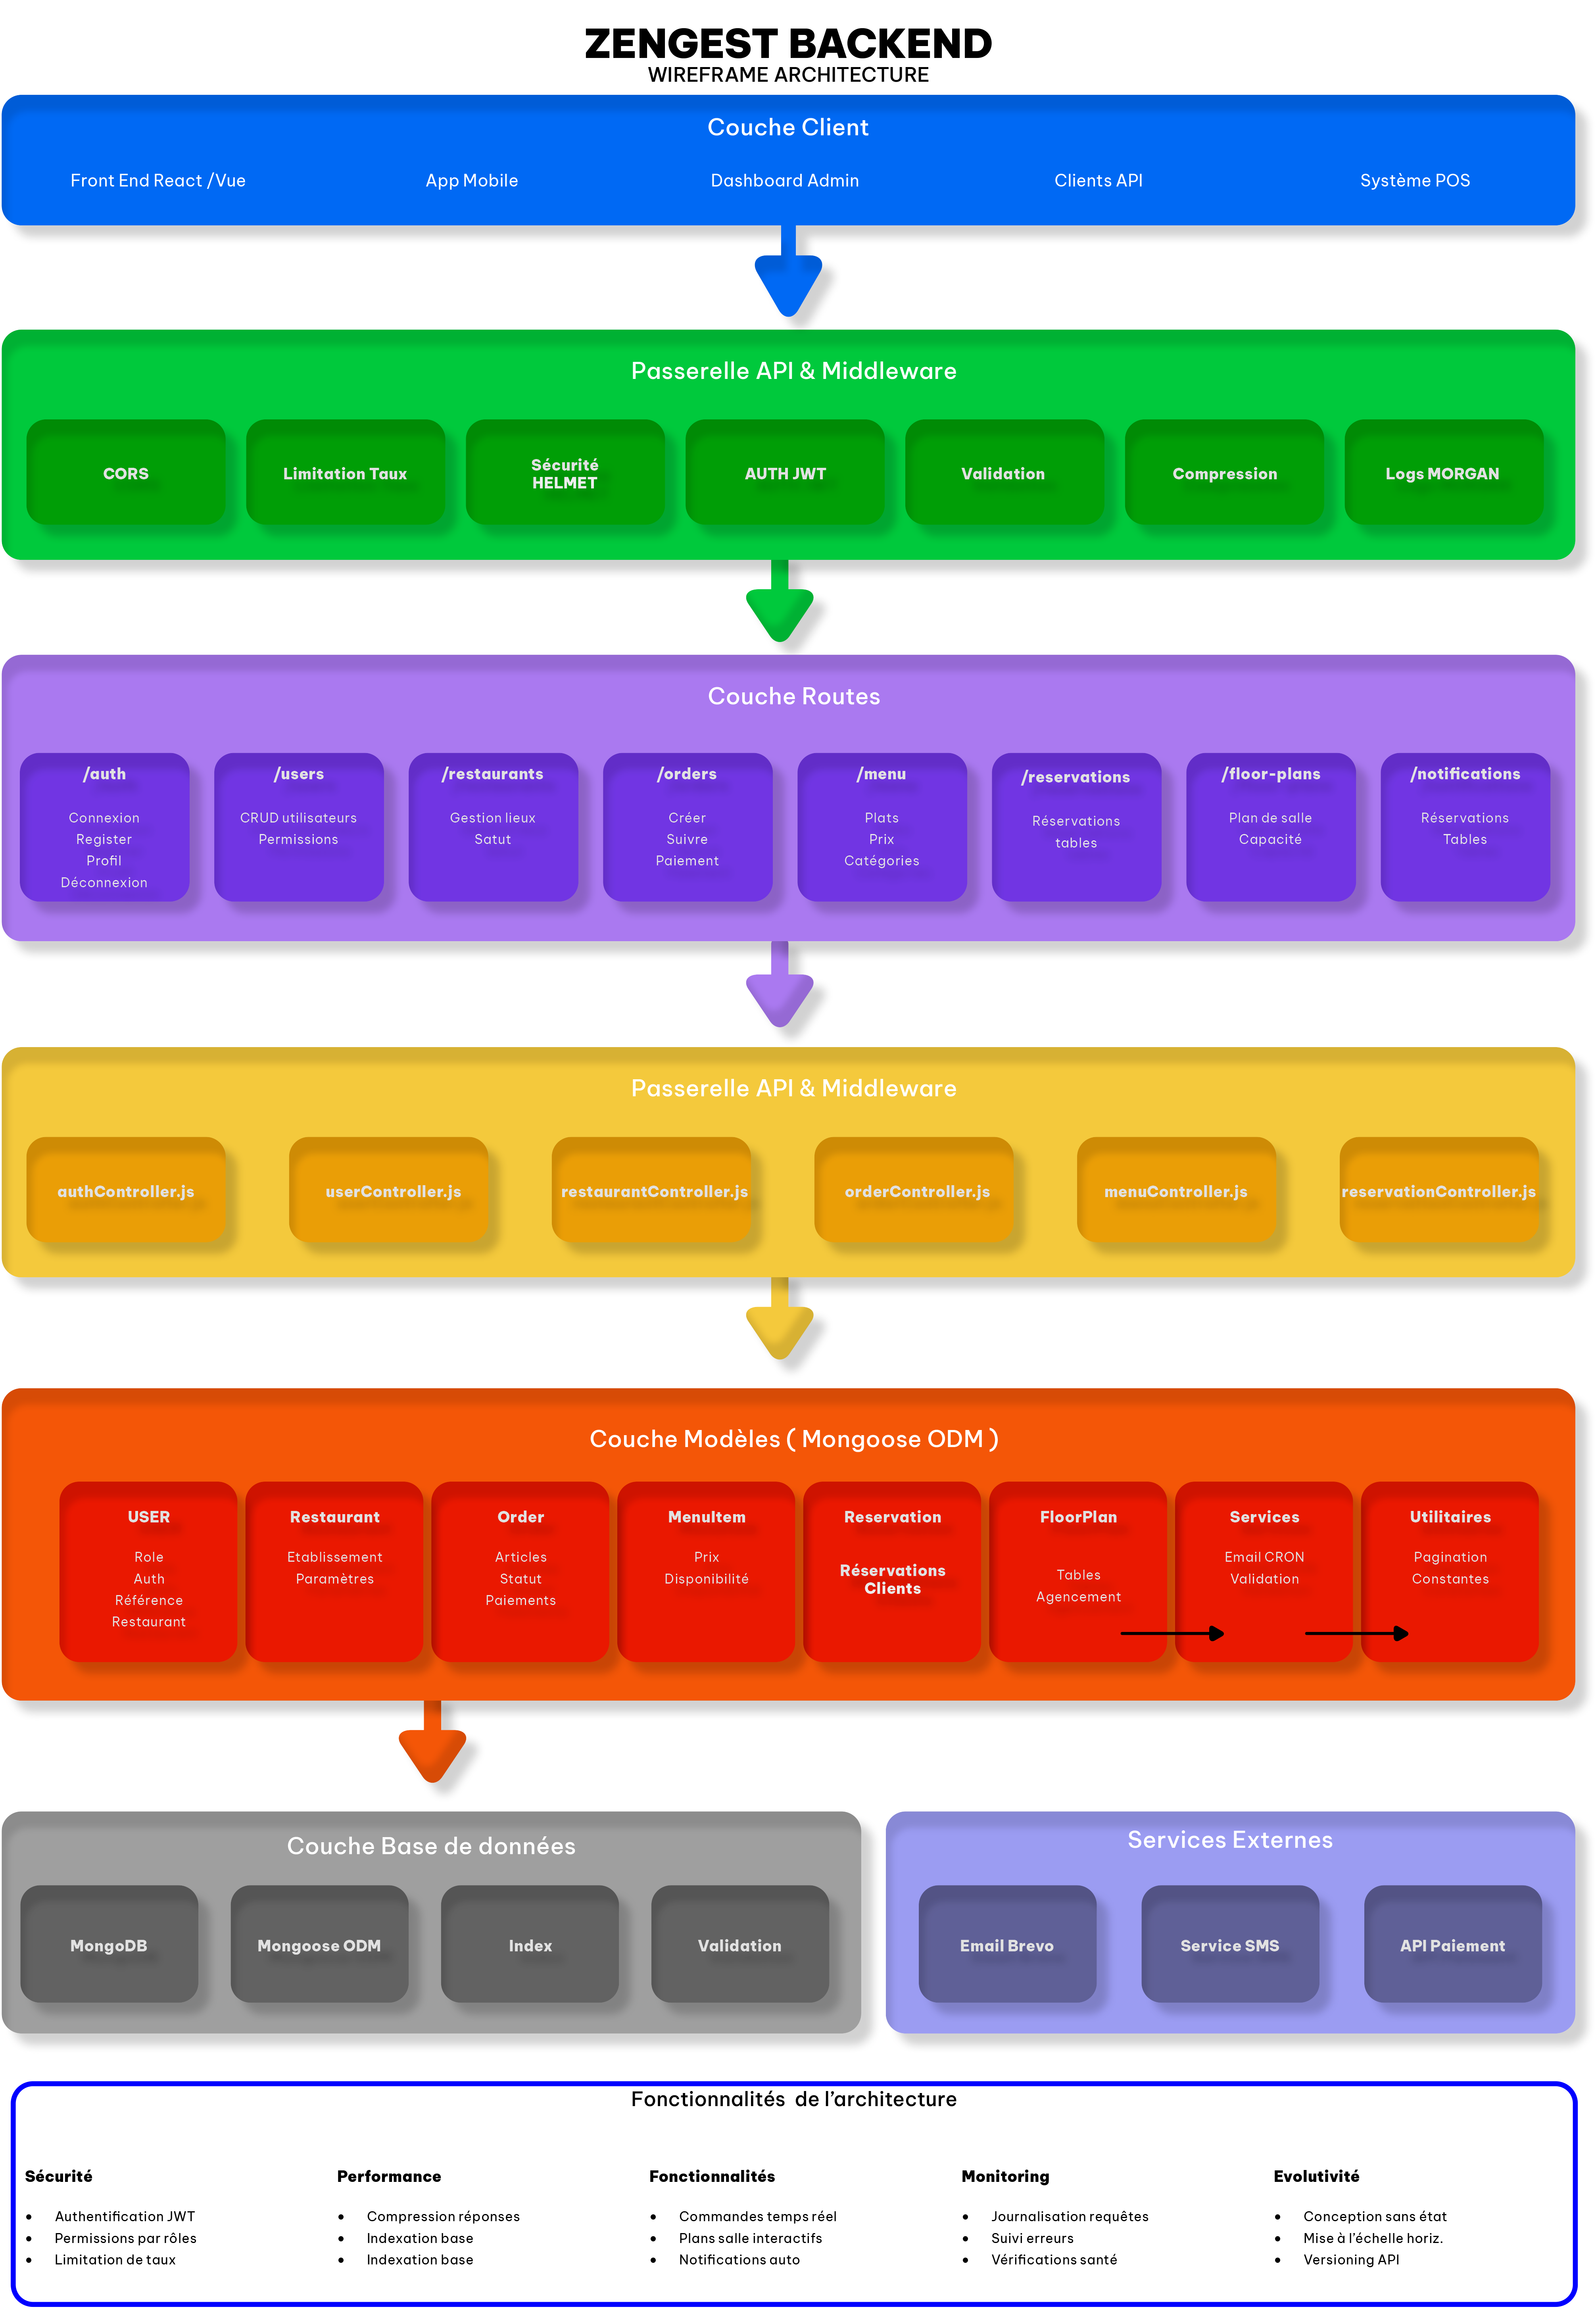 ZENGEST BACKEND
WIREFRAME ARCHITECTURE
Couche Client
Front End React /Vue
App Mobile
Dashboard Admin
Clients API
Système POS
Passerelle API & Middleware
CORS
Limitation Taux
Sécurité
HELMET
AUTH JWT
Validation
Compression
Logs MORGAN
Couche Routes
/auth
Connexion
Register
Profil
Déconnexion
/users
CRUD utilisateurs
Permissions
/restaurants
Gestion lieux
Satut
/orders
Créer
Suivre
Paiement
/menu
Plats
Prix
Catégories
/reservations
Réservations
tables
/floor-plans
Plan de salle
Capacité
/notifications
Réservations
Tables
Passerelle API & Middleware
authController.js
userController.js
restaurantController.js
orderController.js
menuController.js
reservationController.js
Couche Modèles ( Mongoose ODM )
USER
Role
Auth
Référence
Restaurant
Restaurant
Etablissement
Paramètres
Order
Articles
Statut
Paiements
MenuItem
Prix
Disponibilité
Reservation
Réservations
Clients
FloorPlan
Tables
Agencement
Services
Email CRON
Validation
Utilitaires
Pagination
Constantes
Couche Base de données
MongoDB
Mongoose ODM
Index
Validation
Services Externes
Email Brevo
Service SMS
API Paiement
Fonctionnalités de l’architecture
Sécurité
• Authentification JWT
• Permissions par rôles
• Limitation de taux
Performance
• Compression réponses
• Indexation base
• Indexation base
Fonctionnalités
• Commandes temps réel
• Plans salle interactifs
• Notifications auto
Monitoring
• Journalisation requêtes
• Suivi erreurs
• Vérifications santé
Evolutivité
• Conception sans état
• Mise à l’échelle horiz.
• Versioning API